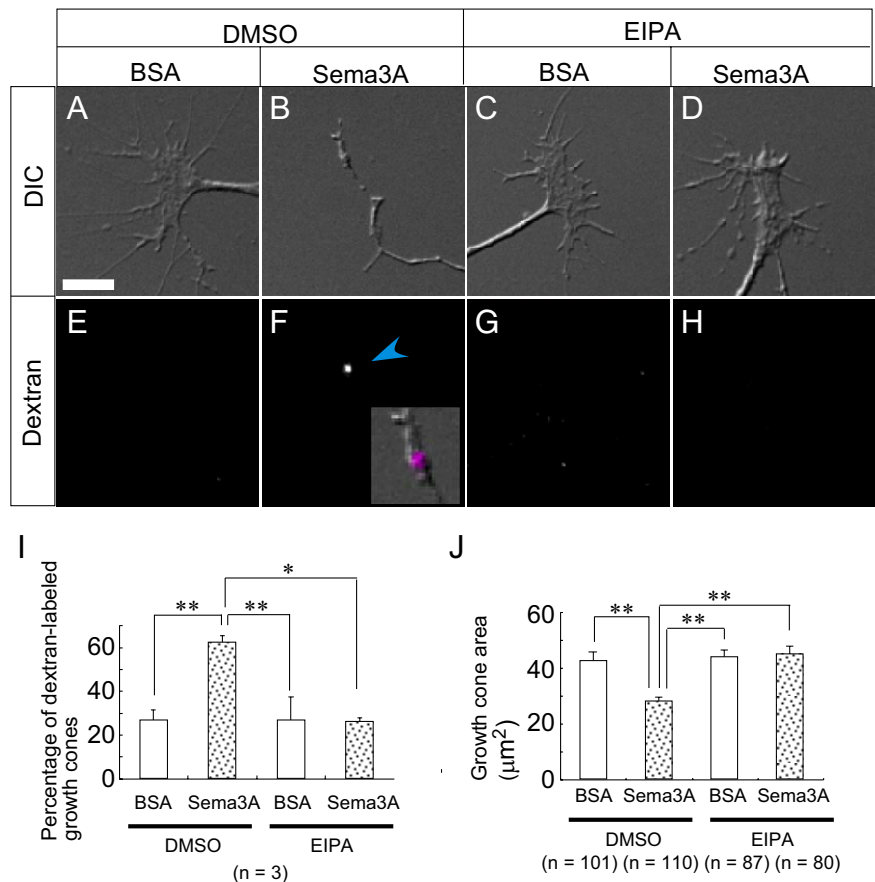 DMSO EIPA
BSA Sema3A BSA Sema3A
DIC
A B C D
Dextran
E F G H
I
Percentage of dextran-labeled
growth cones
60
40
20
0
** ** *
BSA Sema3A BSA Sema3A
DMSO EIPA
(n = 3)
J
Growth cone area
(μm²)
60
40
20
0
** ** **
BSA Sema3A BSA Sema3A
DMSO EIPA
(n = 101) (n = 110) (n = 87) (n = 80)